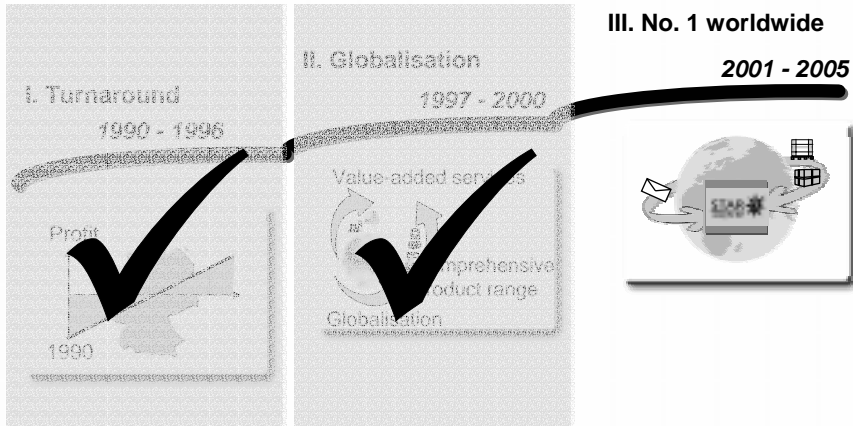 I. Turnaround
1990 - 1996
Profit
1990
II. Globalisation
1997 - 2000
Value-added services
product range
Globalisation
III. No. 1 worldwide
2001 - 2005
STAR